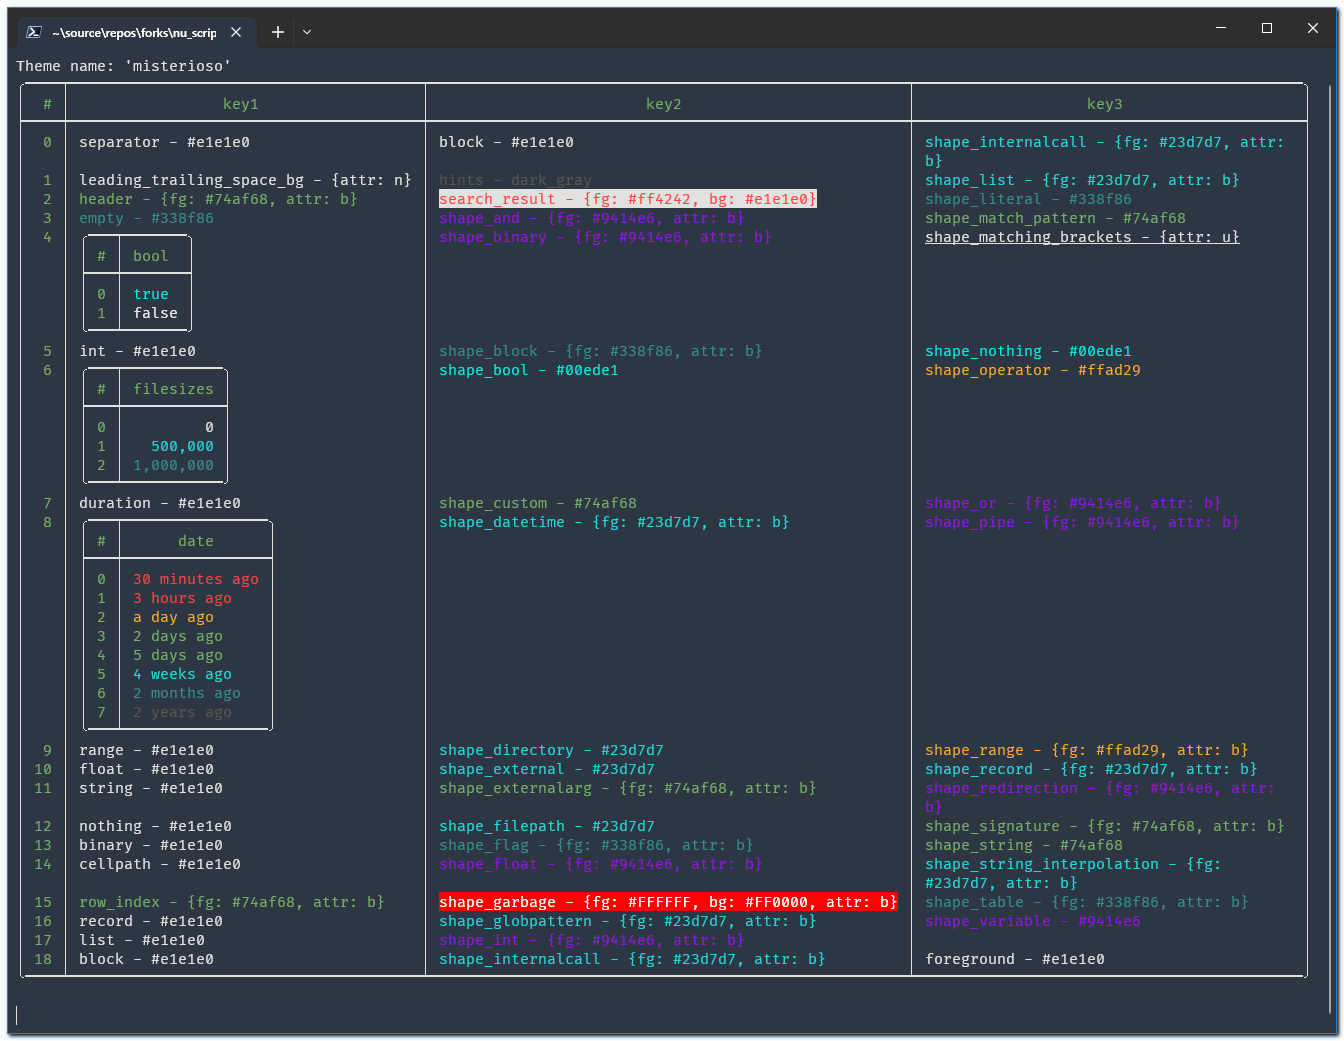 ~\source\repos\forks\nu_scrip
Theme name: 'misterioso'
# key1 key2 key3
0 separator - #e1e1e0 block - #e1e1e0 shape_internalcall - {fg: #23d7d7, attr:
b}
1 leading_trailing_space_bg - {attr: n} hints - dark_gray shape_list - {fg: #23d7d7, attr: b}
2 header - {fg: #74af68, attr: b} search_result - {fg: #ff4242, bg: #e1e1e0} shape_literal - #338f86
3 empty - #338f86 shape_and - {fg: #9414e6, attr: b} shape_match_pattern - #74af68
4 shape_binary - {fg: #9414e6, attr: b} shape_matching_brackets - {attr: u}
# bool
0 true
1 false
5 int - #e1e1e0 shape_block - {fg: #338f86, attr: b} shape_nothing - #00ede1
6 shape_bool - #00ede1 shape_operator - #ffad29
# filesizes
0 0
1 500,000
2 1,000,000
7 duration - #e1e1e0 shape_custom - #74af68 shape_or - {fg: #9414e6, attr: b}
8 shape_datetime - {fg: #23d7d7, attr: b} shape_pipe - {fg: #9414e6, attr: b}
# date
0 30 minutes ago
1 3 hours ago
2 a day ago
3 2 days ago
4 5 days ago
5 4 weeks ago
6 2 months ago
7 2 years ago
9 range - #e1e1e0 shape_directory - #23d7d7 shape_range - {fg: #ffad29, attr: b}
10 float - #e1e1e0 shape_external - #23d7d7 shape_record - {fg: #23d7d7, attr: b}
11 string - #e1e1e0 shape_externalarg - {fg: #74af68, attr: b} shape_redirection - {fg: #9414e6, attr:
b}
12 nothing - #e1e1e0 shape_filepath - #23d7d7 shape_signature - {fg: #74af68, attr: b}
13 binary - #e1e1e0 shape_flag - {fg: #338f86, attr: b} shape_string - #74af68
14 cellpath - #e1e1e0 shape_float - {fg: #9414e6, attr: b} shape_string_interpolation - {fg:
#23d7d7, attr: b}
15 row_index - {fg: #74af68, attr: b} shape_garbage - {fg: #FFFFFF, bg: #FF0000, attr: b} shape_table - {fg: #338f86, attr: b}
16 record - #e1e1e0 shape_globpattern - {fg: #23d7d7, attr: b} shape_variable - #9414e6
17 list - #e1e1e0 shape_int - {fg: #9414e6, attr: b}
18 block - #e1e1e0 shape_internalcall - {fg: #23d7d7, attr: b} foreground - #e1e1e0